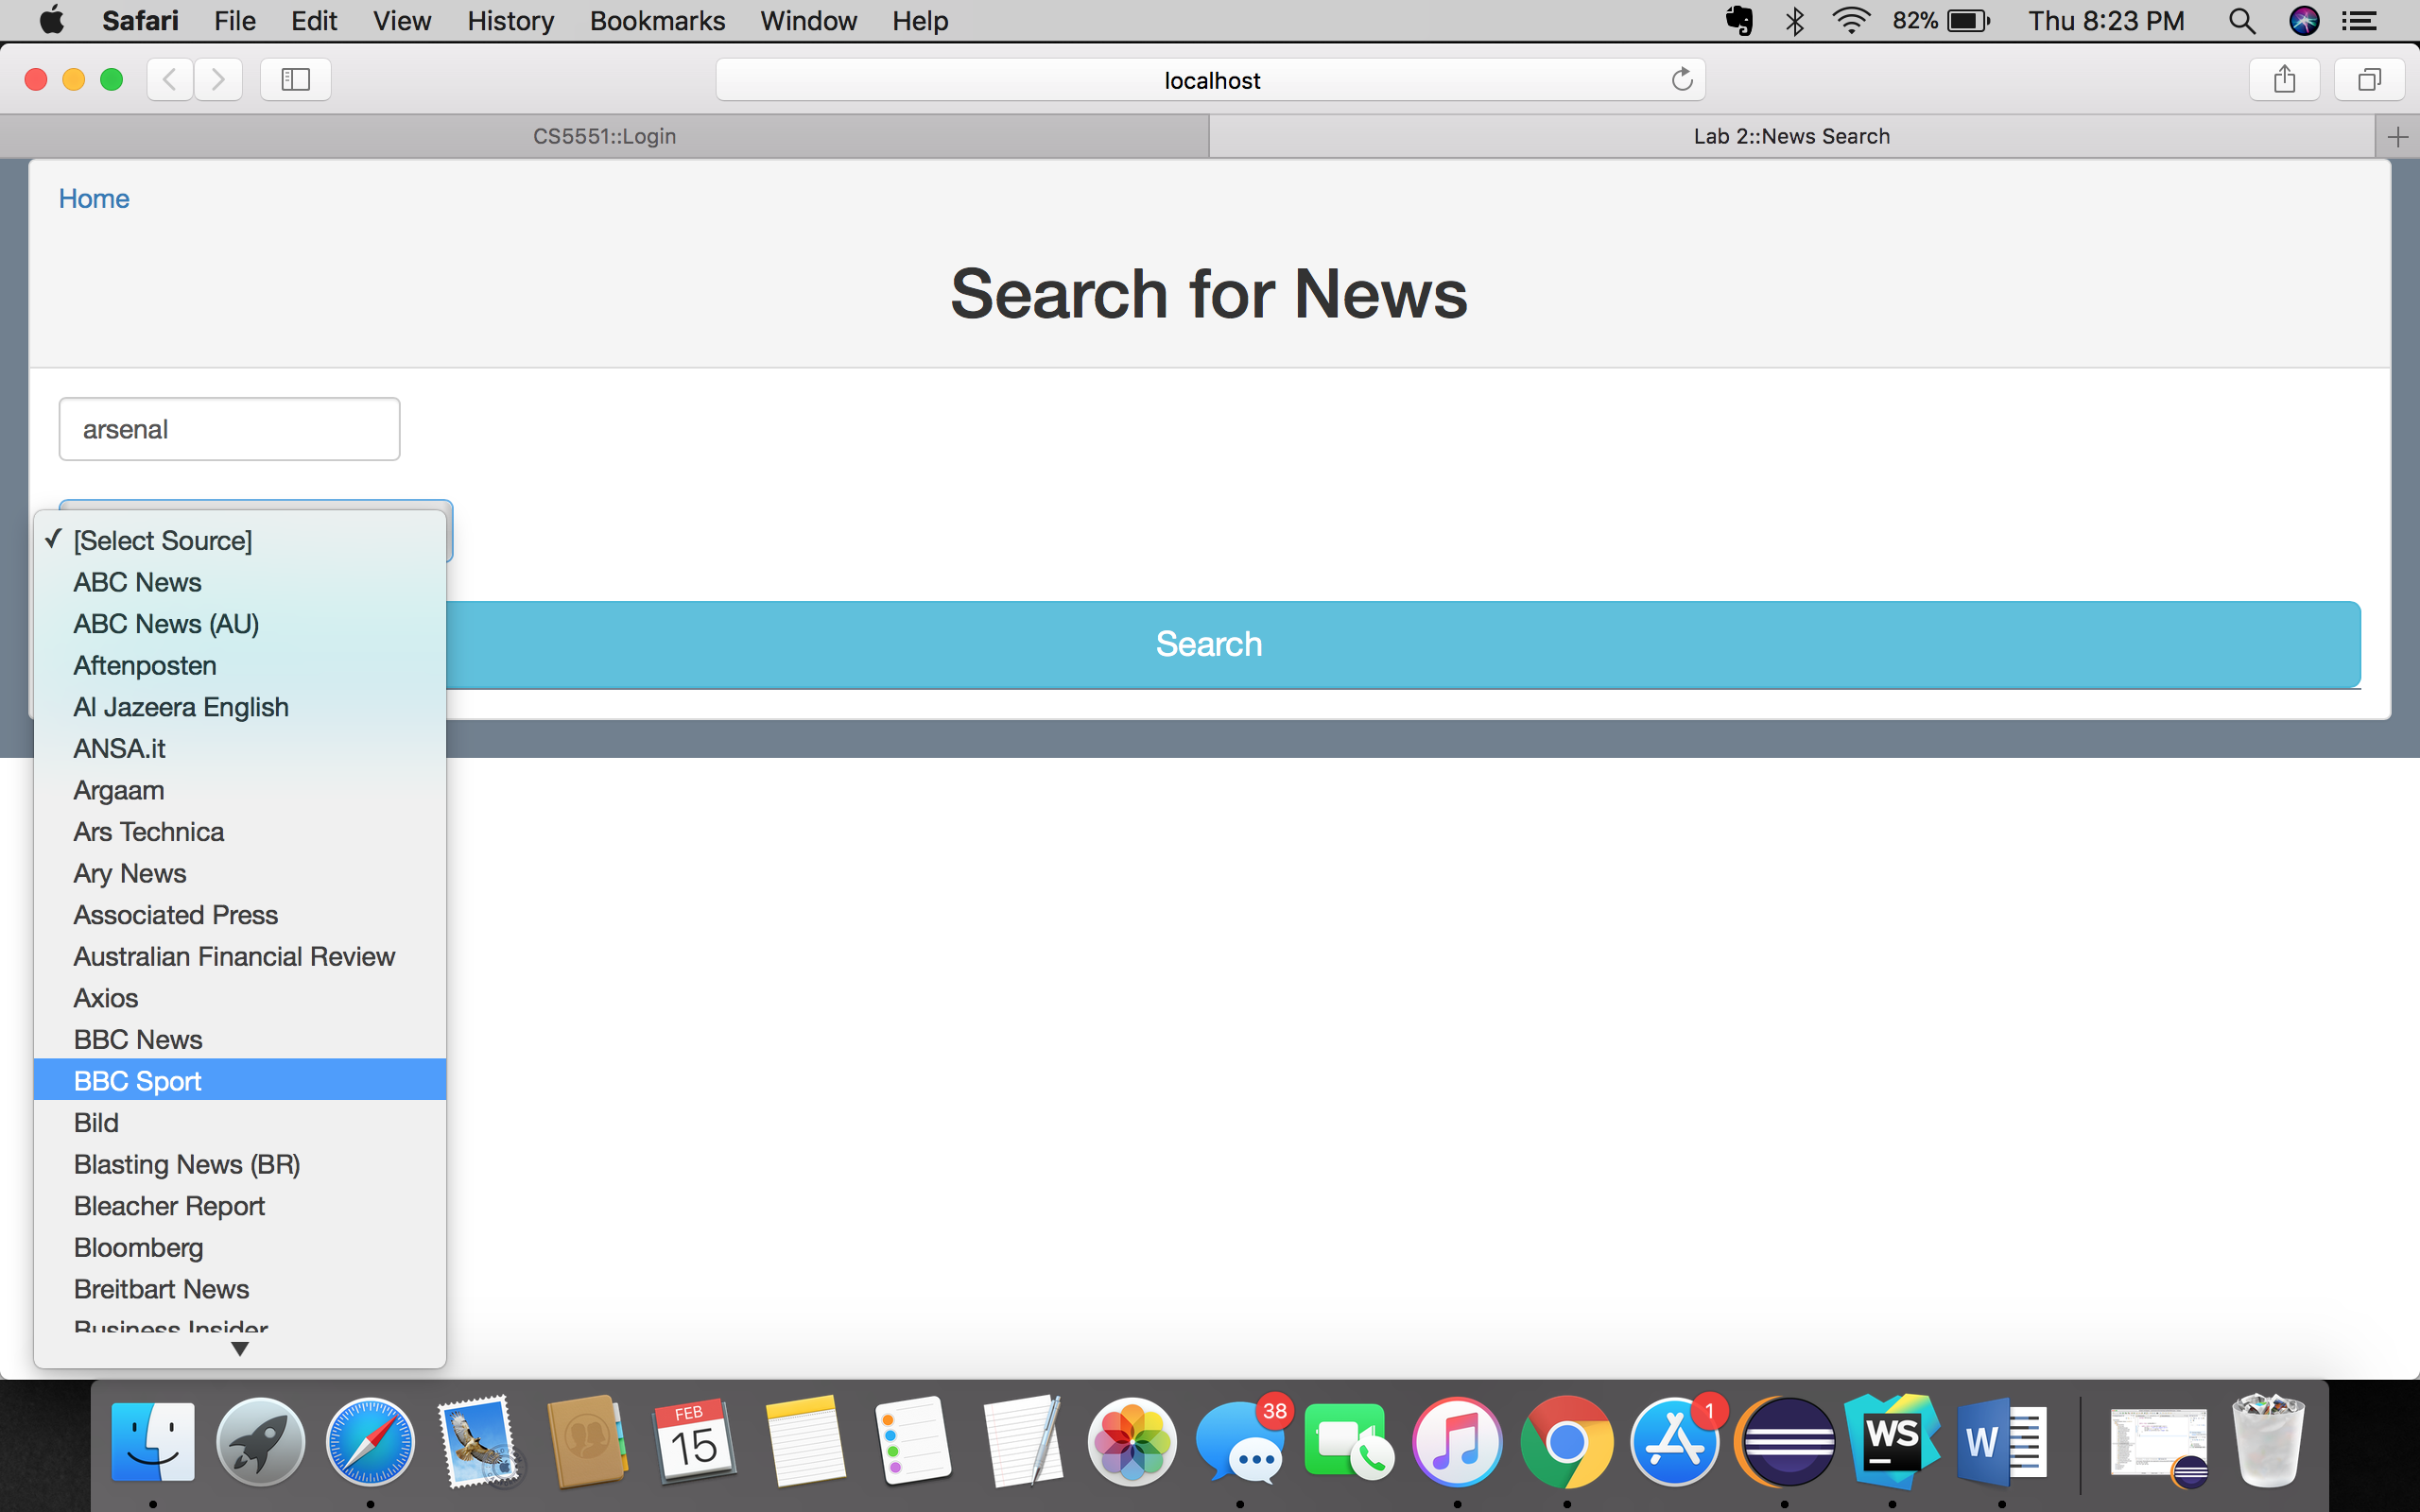 Safari File Edit View History Bookmarks Window Help 82% Thu 8:23 PM
localhost
CS5551::Login Lab 2::News Search
Home
Search for News
arsenal
[Select Source]
ABC News
ABC News (AU)
Search
Aftenposten
Al Jazeera English
ANSA.it
Argaam
Ars Technica
Ary News
Associated Press
Australian Financial Review
Axios
BBC News
BBC Sport
Bild
Blasting News (BR)
Bleacher Report
Bloomberg
Breitbart News
Business Insider
FEB
15
38
1
WS
W